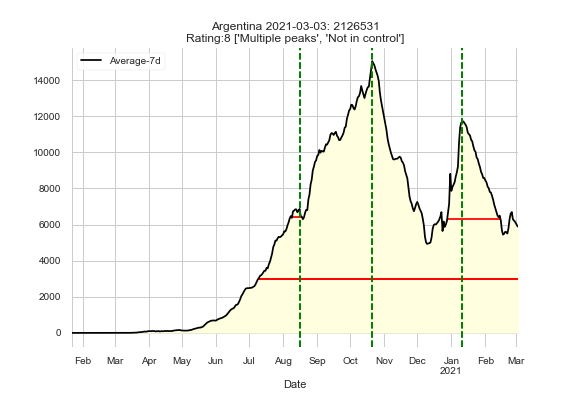 Argentina 2021-03-03: 2126531
Rating:8 ['Multiple peaks', 'Not in control']
Average-7d
14000
12000
10000
8000
6000
4000
2000
0
Feb Mar Apr May Jun Jul Aug Sep Oct Nov Dec Jan Feb Mar
2021
Date